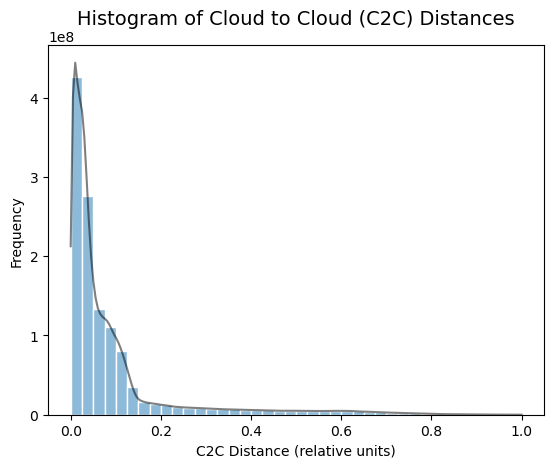 Histogram of Cloud to Cloud (C2C) Distances
1e8
4
3
2
1
0
Frequency
0.0 0.2 0.4 0.6 0.8 1.0
C2C Distance (relative units)